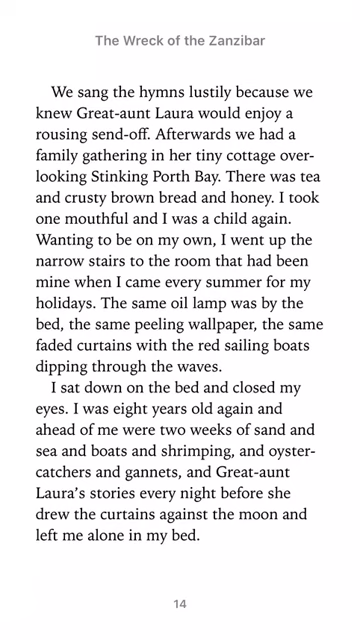 The Wreck of the Zanzibar
We sang the hymns lustily because we
knew Great-aunt Laura would enjoy a
rousing send-off. Afterwards we had a
family gathering in her tiny cottage over-
looking Stinking Porth Bay. There was tea
and crusty brown bread and honey. I took
one mouthful and I was a child again.
Wanting to be on my own, I went up the
narrow stairs to the room that had been
mine when I came every summer for my
holidays. The same oil lamp was by the
bed, the same peeling wallpaper, the same
faded curtains with the red sailing boats
dipping through the waves.
I sat down on the bed and closed my
eyes. I was eight years old again and
ahead of me were two weeks of sand and
sea and boats and shrimping, and oyster-
catchers and gannets, and Great-aunt
Laura’s stories every night before she
drew the curtains against the moon and
left me alone in my bed.
14